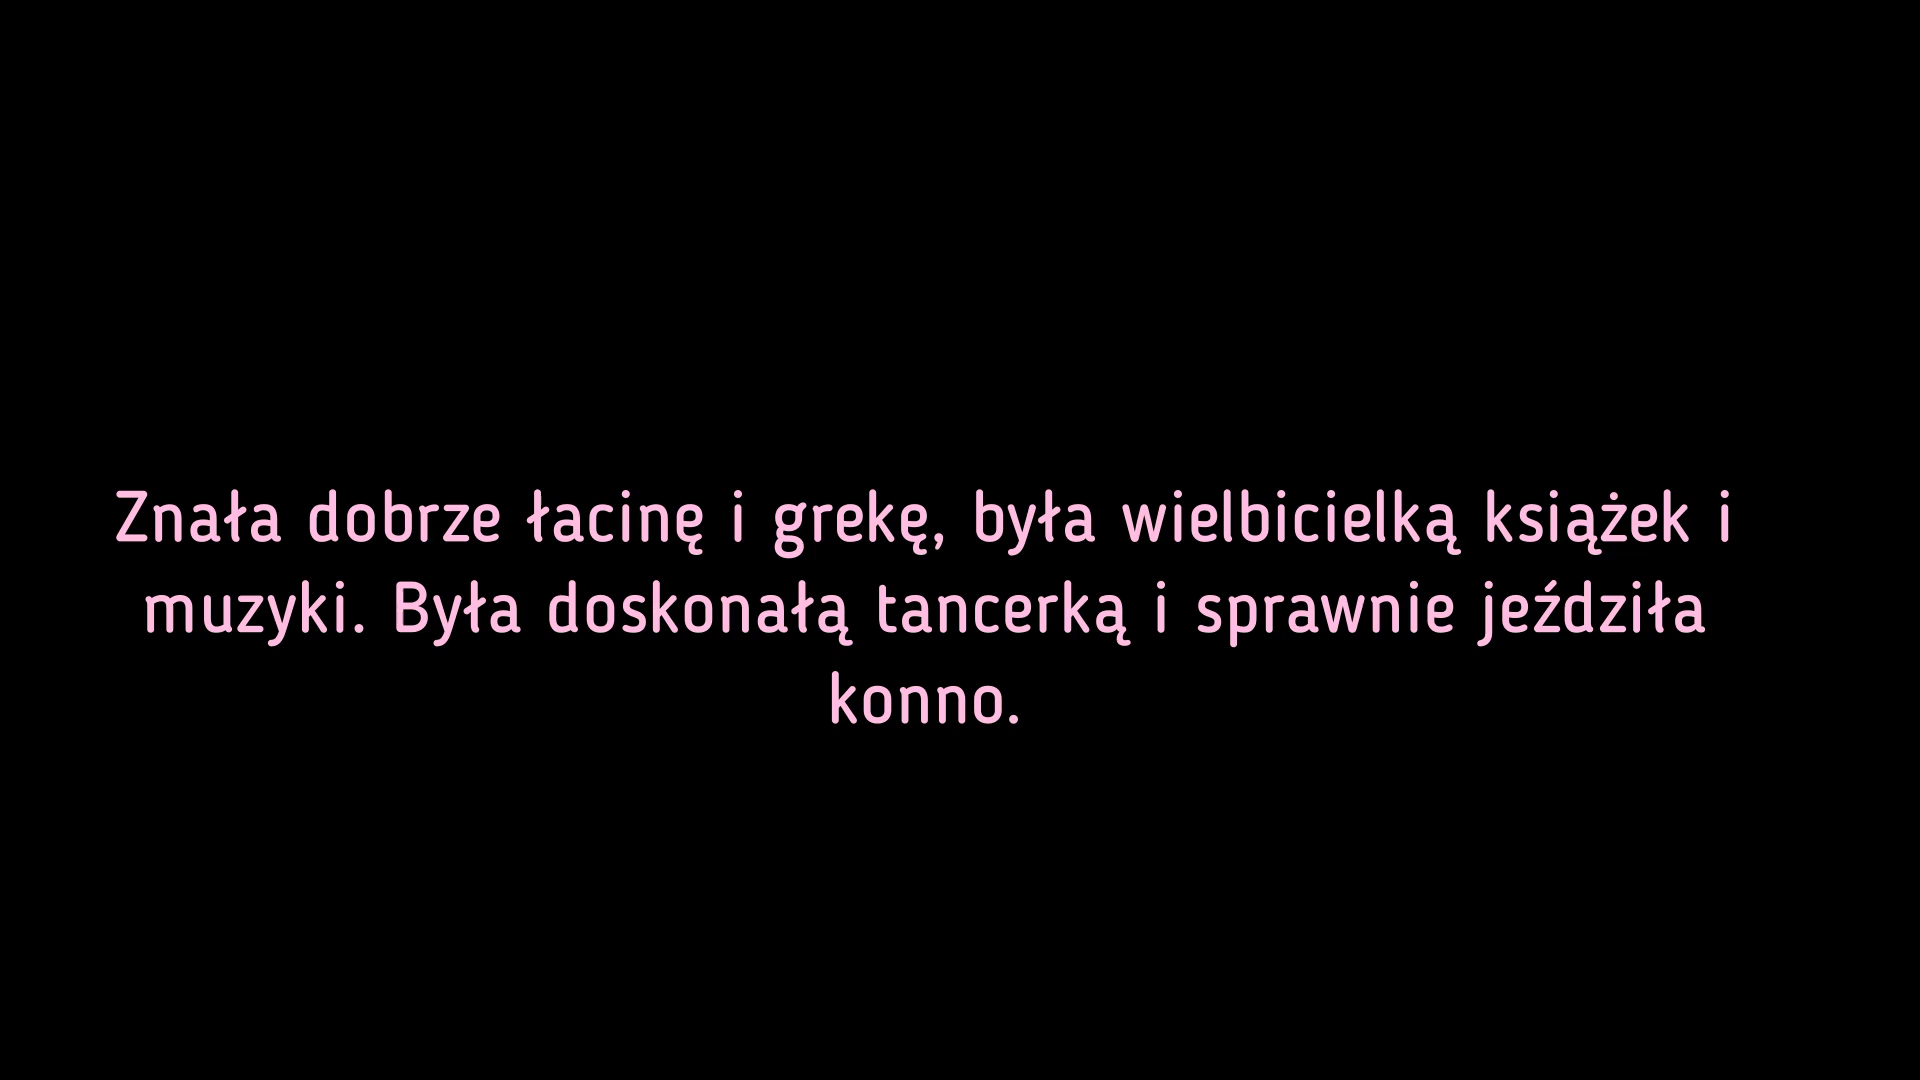 Znała dobrze łacinę i grekę, była wielbicielką książek i
muzyki. Była doskonałą tancerką i sprawnie jeździła
konno.